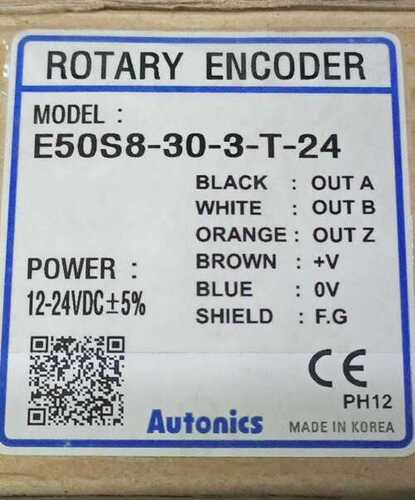 ROTARY ENCODER
MODEL :
E50S8-30-3-T-24
BLACK : OUT A
WHITE : OUT B
ORANGE : OUT Z
BROWN : +V
BLUE : 0V
SHIELD : F.G
POWER :
12-24VDC±5%
CE
PH12
Autonics
MADE IN KOREA